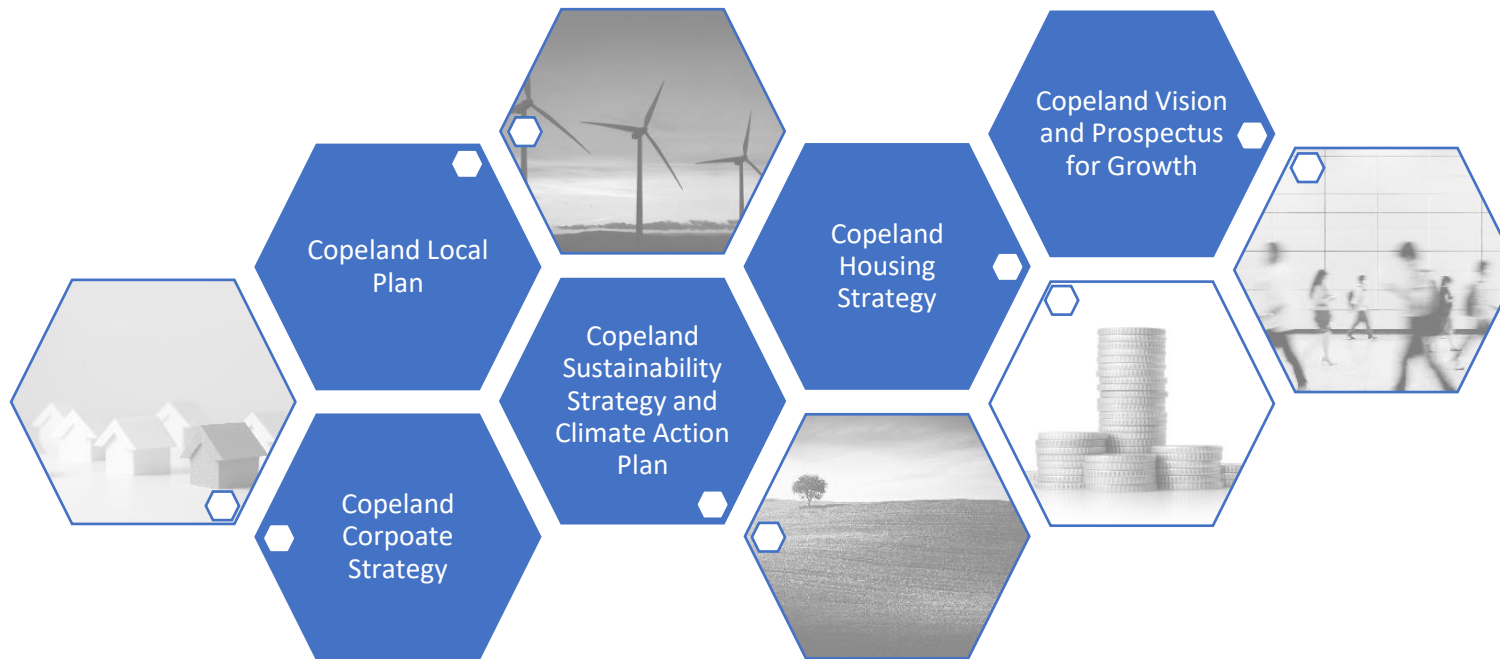 Copeland Local
Plan
Copeland
Corpoate
Strategy
Copeland
Sustainability
Strategy and
Climate Action
Plan
Copeland
Housing
Strategy
Copeland Vision
and Prospectus
for Growth